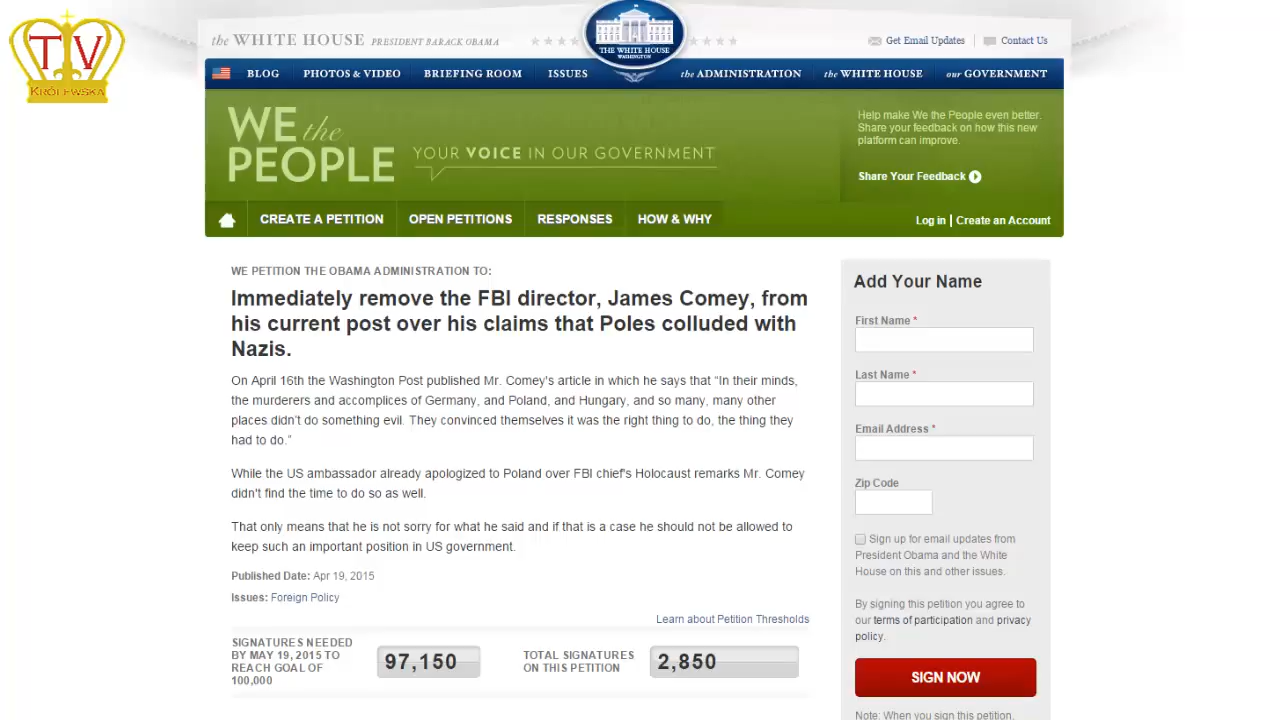 TV
KRÓLEWSKA
the WHITE HOUSE PRESIDENT BARACK OBAMA
THE WHITE HOUSE
WASHINGTON
Get Email Updates | Contact Us
BLOG PHOTOS & VIDEO BRIEFING ROOM ISSUES the ADMINISTRATION the WHITE HOUSE our GOVERNMENT
WE the
PEOPLE
YOUR VOICE IN OUR GOVERNMENT
Help make We the People even better.
Share your feedback on how this new
platform can improve.
Share Your Feedback
CREATE A PETITION OPEN PETITIONS RESPONSES HOW & WHY
Log in | Create an Account
WE PETITION THE OBAMA ADMINISTRATION TO:
Immediately remove the FBI director, James Comey, from
his current post over his claims that Poles colluded with
Nazis.
On April 16th the Washington Post published Mr. Comey's article in which he says that “In their minds,
the murderers and accomplices of Germany, and Poland, and Hungary, and so many, many other
places didn’t do something evil. They convinced themselves it was the right thing to do, the thing they
had to do.”
While the US ambassador already apologized to Poland over FBI chief's Holocaust remarks Mr. Comey
didn't find the time to do so as well.
That only means that he is not sorry for what he said and if that is a case he should not be allowed to
keep such an important position in US government.
Published Date: Apr 19, 2015
Issues: Foreign Policy
Learn about Petition Thresholds
SIGNATURES NEEDED
BY MAY 19, 2015 TO
REACH GOAL OF
100,000
97,150
TOTAL SIGNATURES
ON THIS PETITION
2,850
Add Your Name
First Name *
Last Name *
Email Address *
Zip Code
Sign up for email updates from
President Obama and the White
House on this and other issues.
By signing this petition you agree to
our terms of participation and privacy
policy.
SIGN NOW
Note: When you sign this petition,